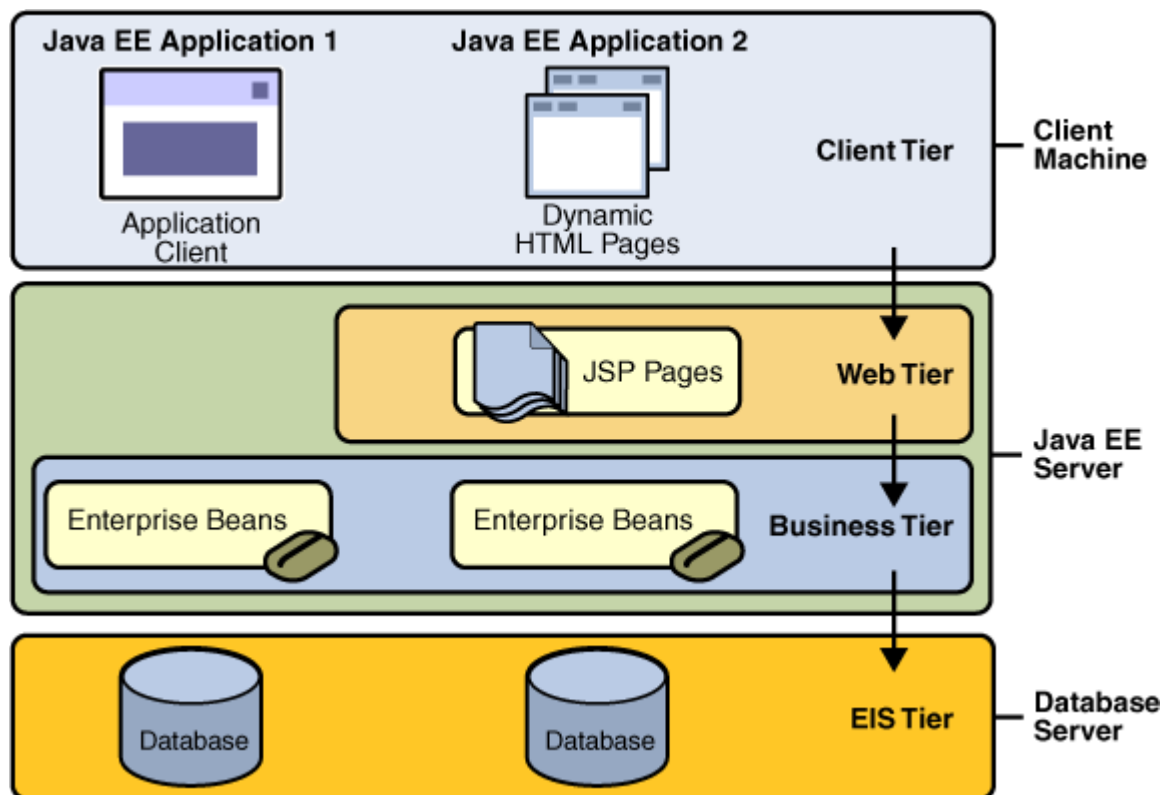 Java EE Application 1
Java EE Application 2
Application
Client
Dynamic
HTML Pages
Client Tier
Client
Machine
JSP Pages
Web Tier
Java EE
Server
Enterprise Beans
Enterprise Beans
Business Tier
Database
Database
EIS Tier
Database
Server